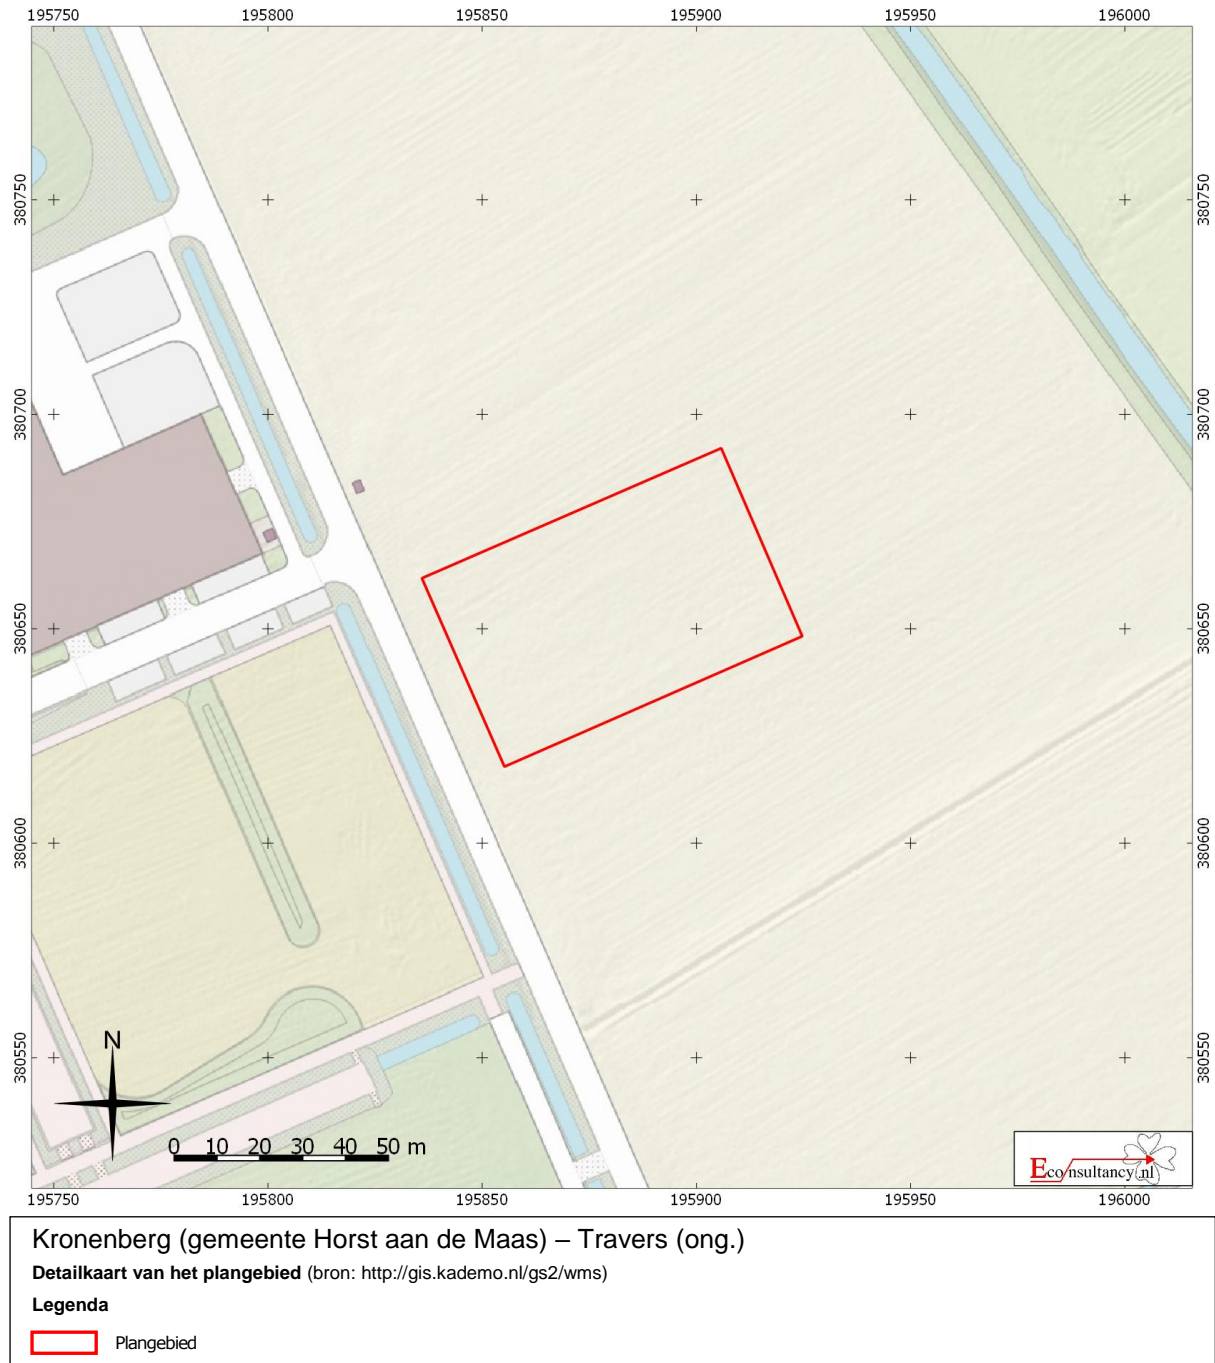 195750 195800 195850 195900 195950 196000
380750 380750
380700 380700
380650 380650
380600 380600
380550 380550
N
0 10 20 30 40 50 m
Econsultancy.nl
195750 195800 195850 195900 195950 196000
Kronenberg (gemeente Horst aan de Maas) – Travers (ong.)
Detailkaart van het plangebied (bron: http://gis.kademo.nl/gs2/wms)
Legenda
Plangebied